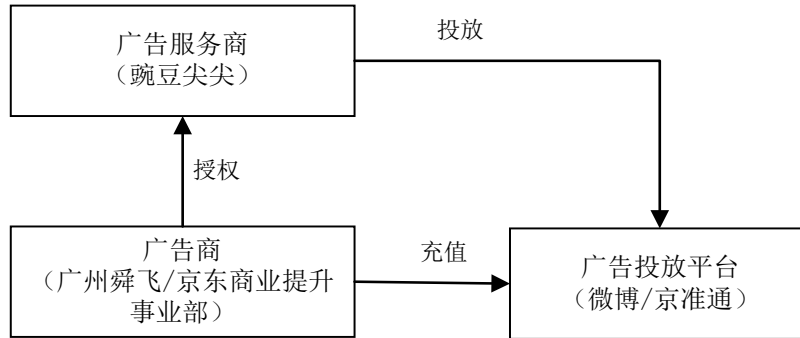 广告服务商
（豌豆尖尖）
投放
授权
广告商
（广州舜飞/京东商业提升
事业部）
充值
广告投放平台
（微博/京准通）